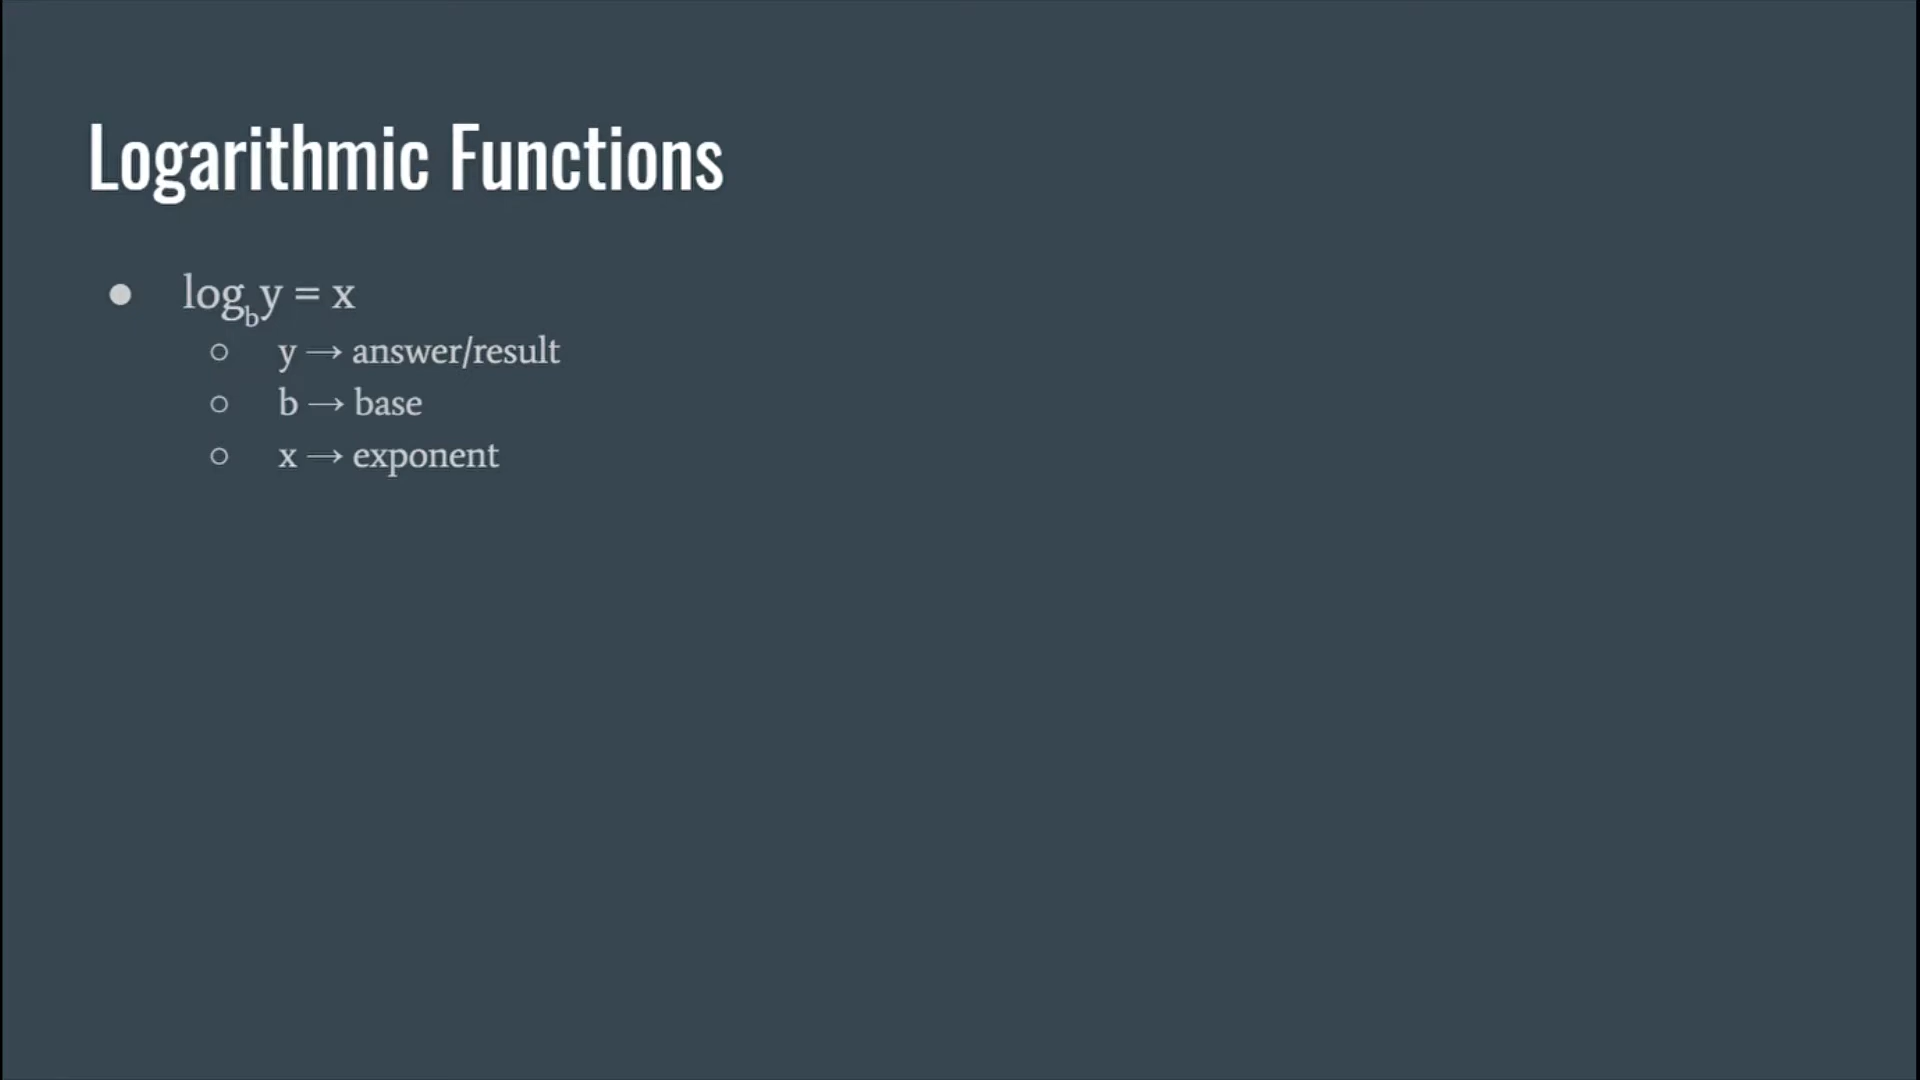 Logarithmic Functions
● log_b y = x
○ y → answer/result
○ b → base
○ x → exponent